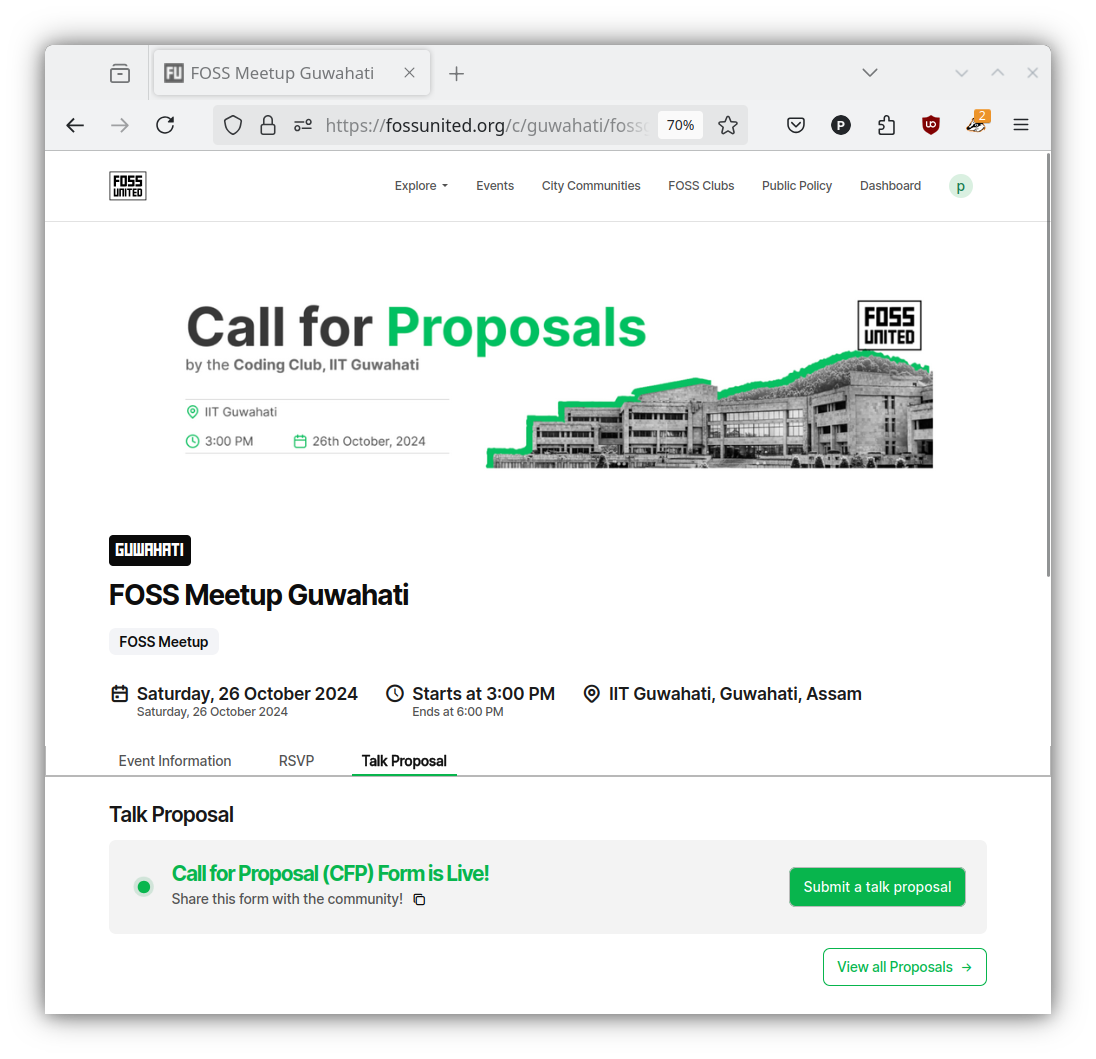 FU FOSS Meetup Guwahati
https://fossunited.org/c/guwahati/foss
70%
P
UO
2
FOSS
UNITED
Explore
Events
City Communities
FOSS Clubs
Public Policy
Dashboard
p
Call for Proposals
by the Coding Club, IIT Guwahati
FOSS
UNITED
IIT Guwahati
3:00 PM
26th October, 2024
GUWAHATI
FOSS Meetup Guwahati
FOSS Meetup
Saturday, 26 October 2024
Saturday, 26 October 2024
Starts at 3:00 PM
Ends at 6:00 PM
IIT Guwahati, Guwahati, Assam
Event Information
RSVP
Talk Proposal
Talk Proposal
Call for Proposal (CFP) Form is Live!
Share this form with the community!
Submit a talk proposal
View all Proposals →